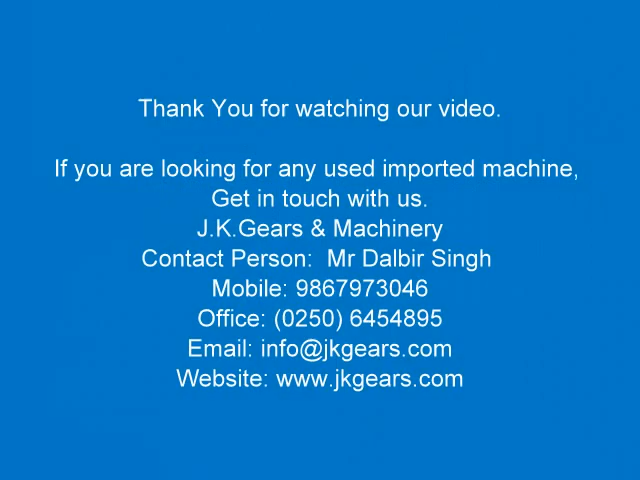 Thank You for watching our video.
If you are looking for any used imported machine,
Get in touch with us.
J.K.Gears & Machinery
Contact Person:  Mr Dalbir Singh
Mobile: 9867973046
Office: (0250) 6454895
Email: info@jkgears.com
Website: www.jkgears.com